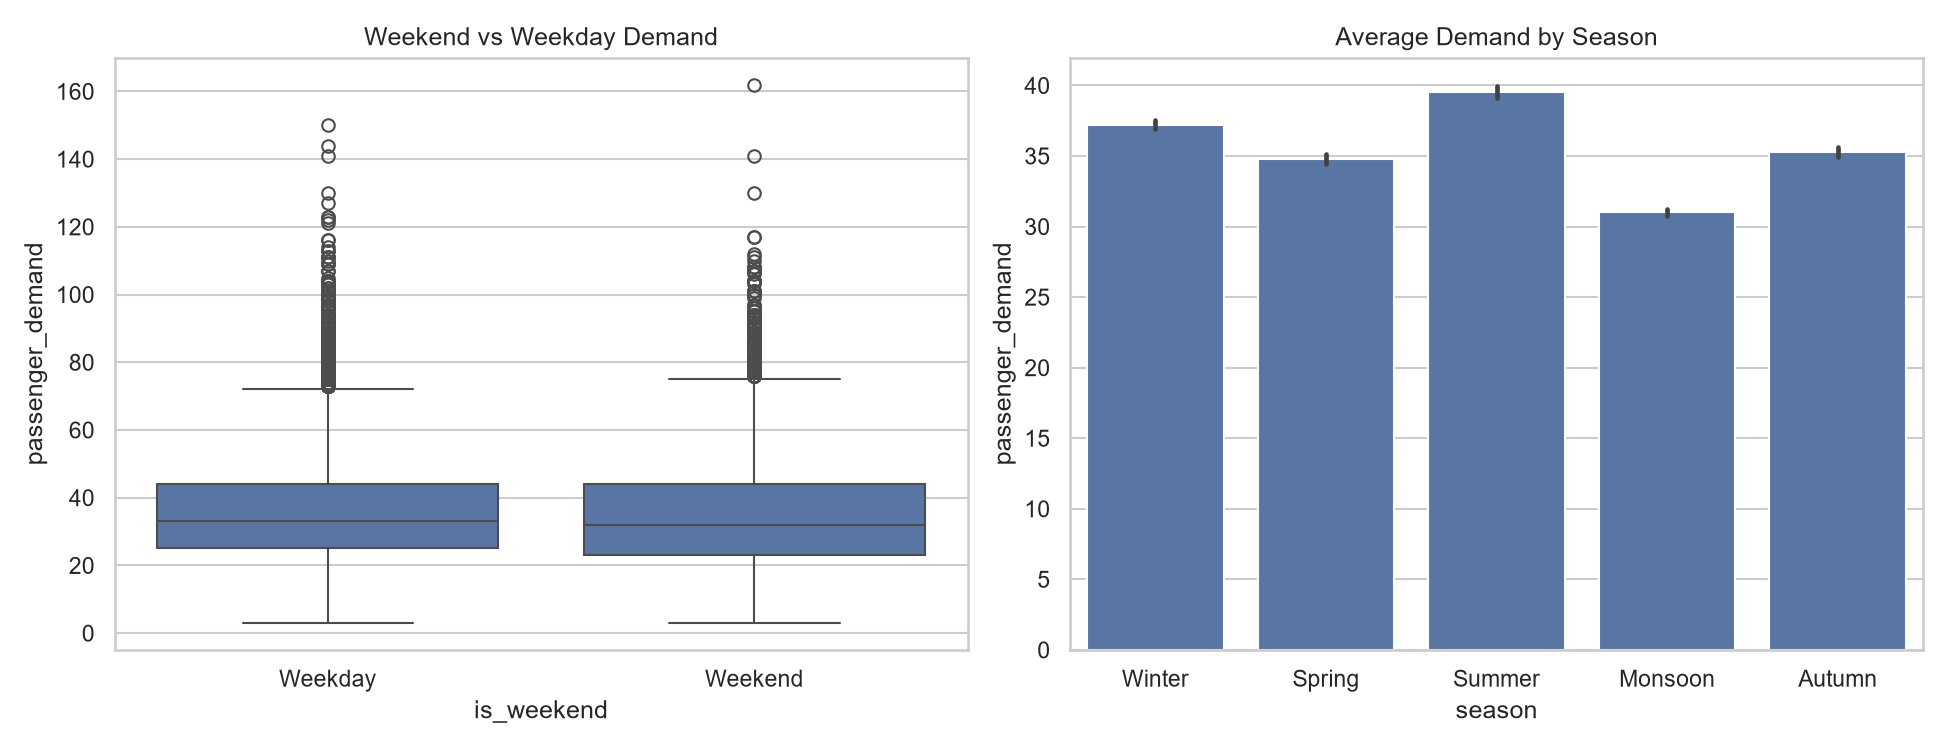 Weekend vs Weekday Demand
passenger_demand
160
140
120
100
80
60
40
20
0
Weekday
Weekend
is_weekend
Average Demand by Season
passenger_demand
40
35
30
25
20
15
10
5
0
Winter
Spring
Summer
Monsoon
Autumn
season